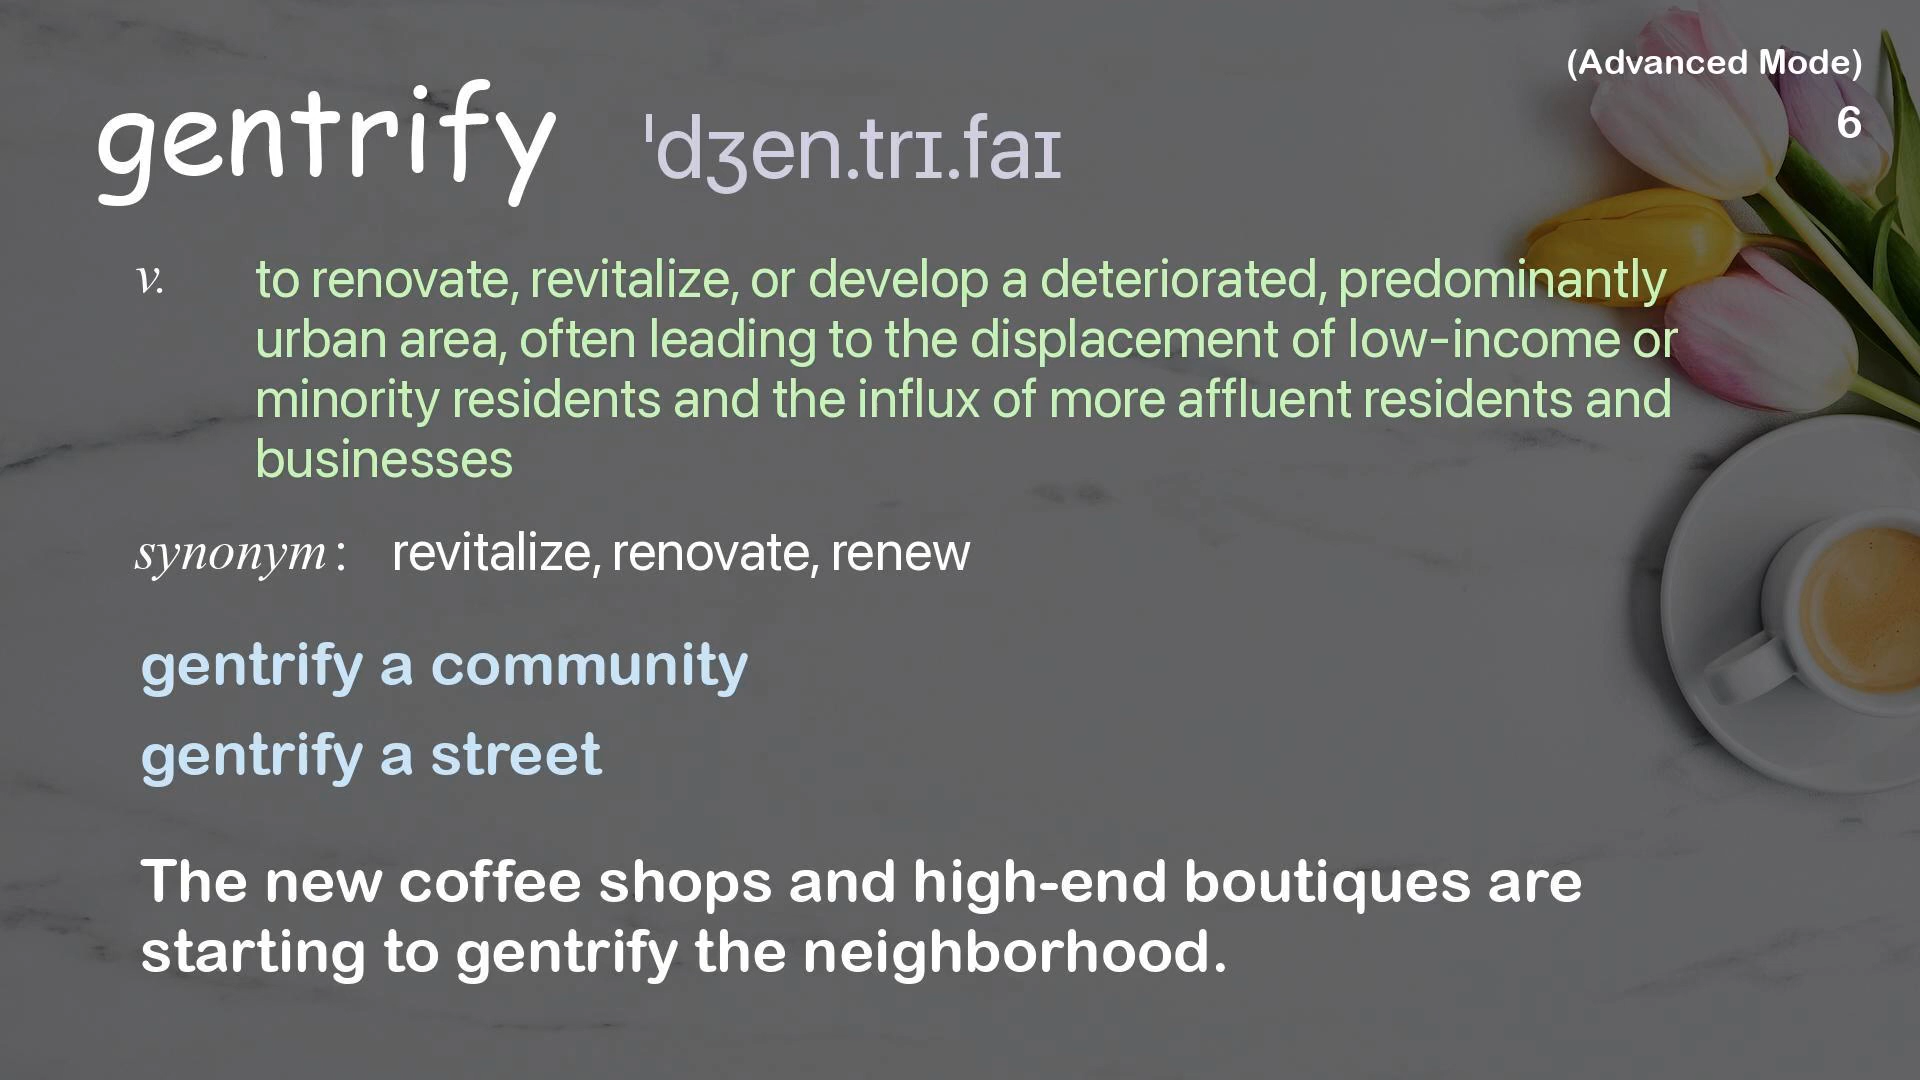 (Advanced Mode)
6
gentrify ˈdʒen.trɪ.faɪ
v. to renovate, revitalize, or develop a deteriorated, predominantly
urban area, often leading to the displacement of low-income or
minority residents and the influx of more affluent residents and
businesses
synonym: revitalize, renovate, renew
gentrify a community
gentrify a street
The new coffee shops and high-end boutiques are
starting to gentrify the neighborhood.